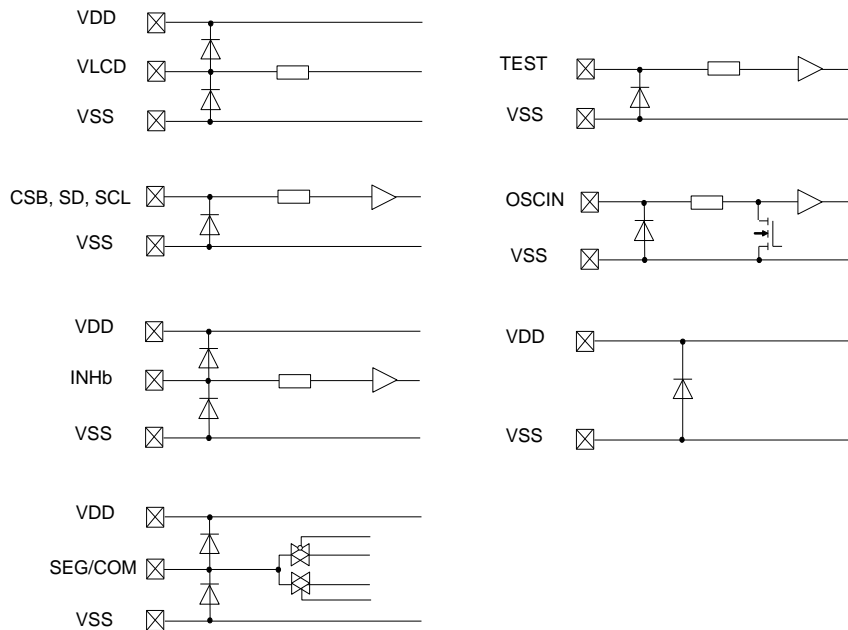 VDD
VLCD
VSS
CSB, SD, SCL
VSS
VDD
INHb
VSS
VDD
SEG/COM
VSS
TEST
VSS
OSCIN
VSS
VDD
VSS